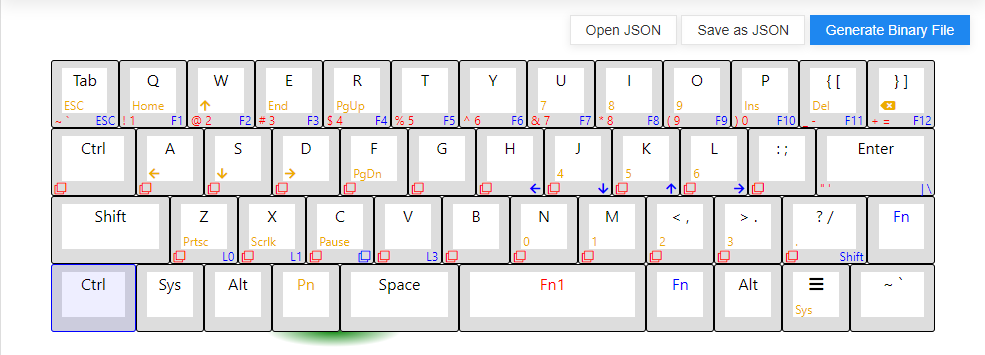 Open JSON Save as JSON Generate Binary File
Tab Q W E R T Y U I O P { [ } ]
ESC Home End PgUp 7 8 9 Ins Del
~ ` ESC ! 1 F1 @ 2 F2 # 3 F3 $ 4 F4 % 5 F5 ^ 6 F6 & 7 F7 * 8 F8 ( 9 F9 ) 0 F10 _ - F11 + = F12
Ctrl A S D F G H J K L : ; Enter
PgDn 4 5 6
" ' | \
Shift Z X C V B N M < , > . ? / Fn
Prtsc Scrlk Pause 0 1 2 3 .
L0 L1 L3 Shift
Ctrl Sys Alt Pn Space Fn1 Fn Alt ~ `
Sys